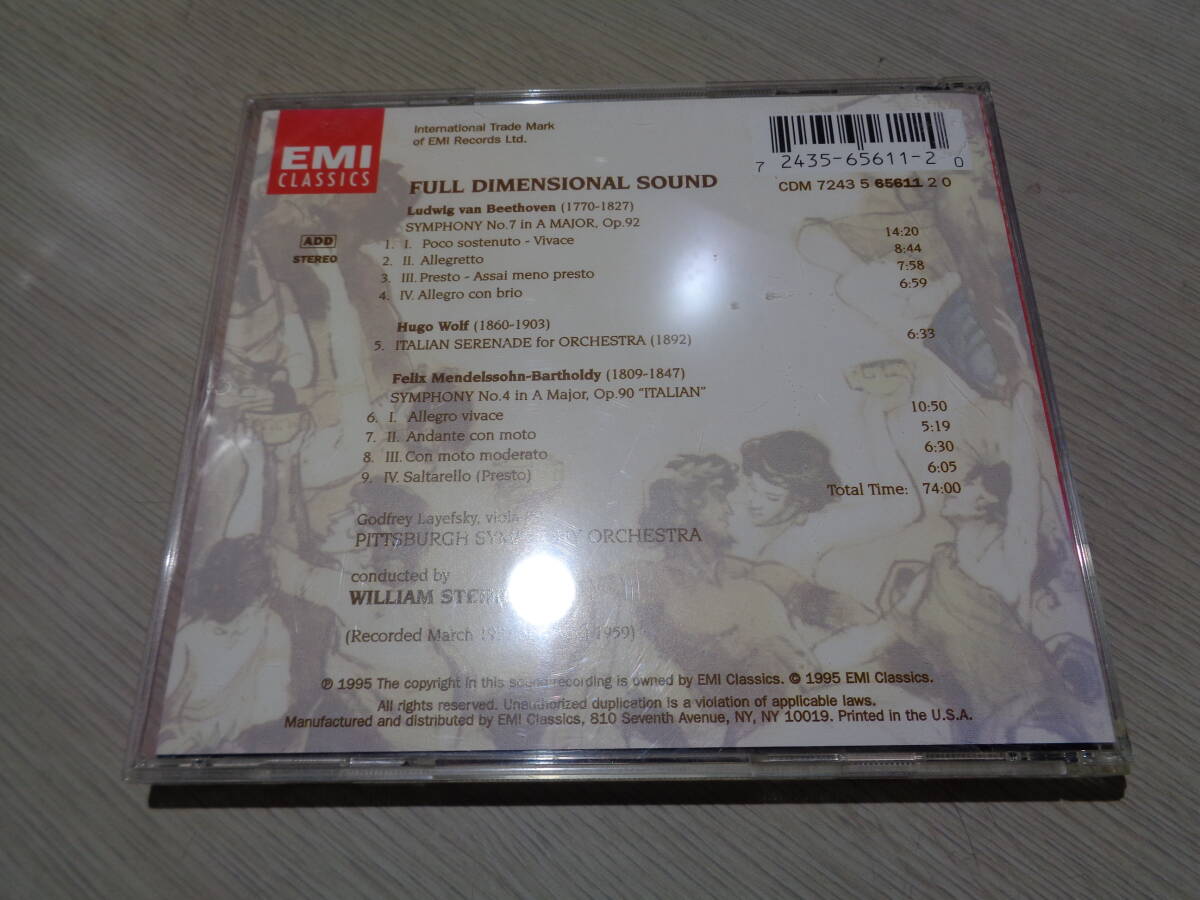 EMI
CLASSICS
International Trade Mark
of EMI Records Ltd.
7 24435-65611-2 0
CDM 7243 5 65611 2 0
FULL DIMENSIONAL SOUND
ADD
STEREO
Ludwig van Beethoven (1770-1827)
SYMPHONY No.7 in A MAJOR, Op.92
1. I. Poco sostenuto - Vivace 14:20
2. II. Allegretto 8:44
3. III. Presto - Assai meno presto 7:58
4. IV. Allegro con brio 6:59
Hugo Wolf (1860-1903)
5. ITALIAN SERENADE for ORCHESTRA (1892) 6:33
Felix Mendelssohn-Bartholdy (1809-1847)
SYMPHONY No.4 in A Major, Op.90 "ITALIAN"
6. I. Allegro vivace 10:50
7. II. Andante con moto 5:19
8. III. Con moto moderato 6:30
9. IV. Saltarello (Presto) 6:05
Total Time: 74:00
Godfrey Layefsky, viola
PITTSBURGH SYMPHONY ORCHESTRA
conducted by
WILLIAM
(Recorded March 1959)
℗ 1995 The copyright in this sound recording is owned by EMI Classics. © 1995 EMI Classics.
All rights reserved. Unauthorized duplication is a violation of applicable laws.
Manufactured and distributed by EMI Classics, 810 Seventh Avenue, NY, NY 10019. Printed in the U.S.A.